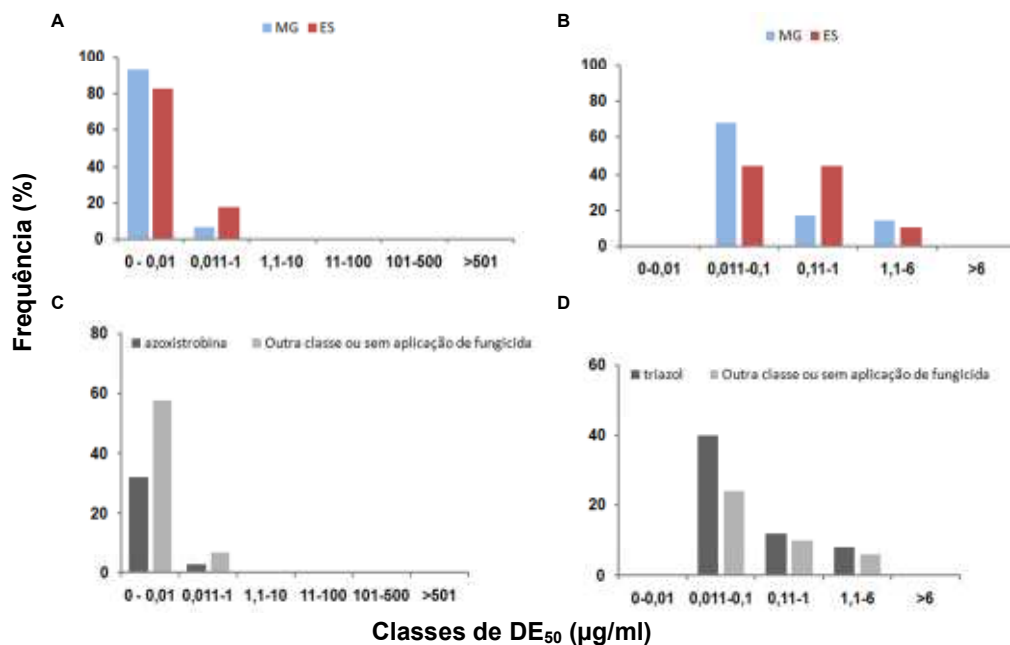 A
MG ES
100
80
60
40
20
0
0 - 0,01 0,011-1 1,1-10 11-100 101-500 >501
B
MG ES
100
80
60
40
20
0
0-0,01 0,011-0,1 0,11-1 1,1-6 >6
Frequência (%)
C
azoxistrobina Outra classe ou sem aplicação de fungicida
80
60
40
20
0
0 - 0,01 0,011-1 1,1-10 11-100 101-500 >501
D
triazol Outra classe ou sem aplicação de fungicida
60
40
20
0
0-0,01 0,011-0,1 0,11-1 1,1-6 >6
Classes de DE₅₀ (µg/ml)